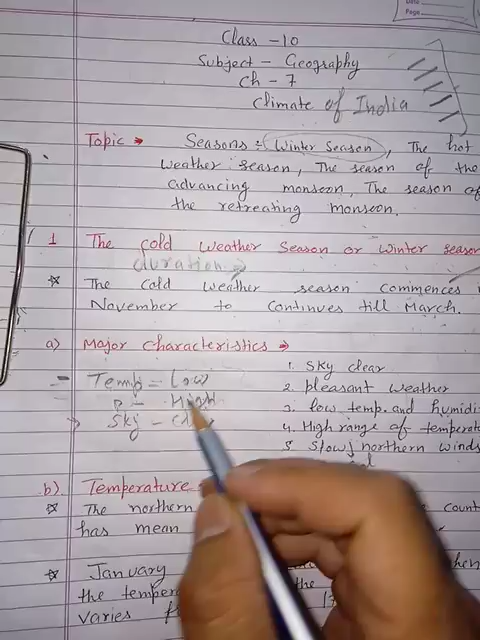 Date
Page
Class - 10
Subject - Geography
Ch - 7
Climate of India
Topic → Seasons :- Winter Season, The hot
weather season, The season of the
advancing monsoon, The season of
the retreating monsoon.
1 The cold weather season or winter season
duration →
The cold weather season commences
November to continues till March.
a) Major characteristics →
- Temp = Low
P - High
Sky -
1. Sky clear
2. pleasant weather
3. low temp. and humidi
4. High range of temperat
5. Slow northern winds
b). Temperature
The northern count
has mean
January
the temper the
varies